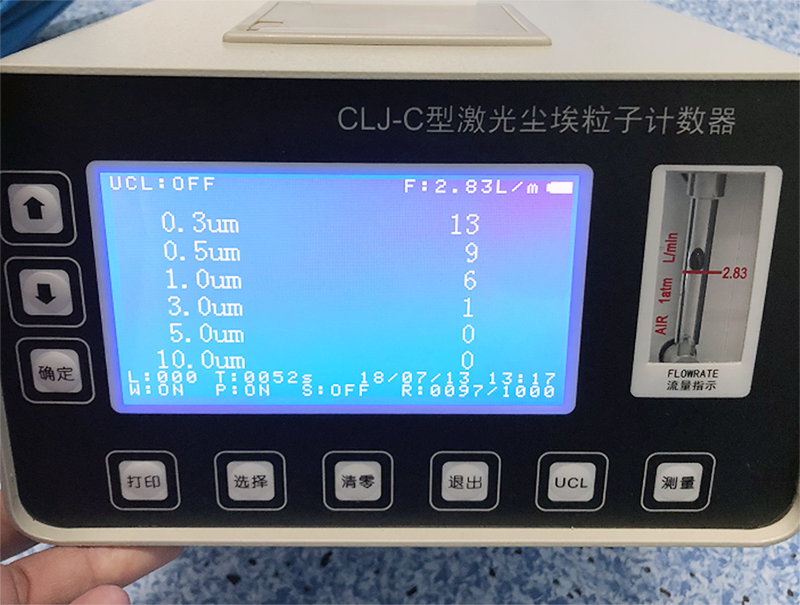 CLJ-C型激光尘埃粒子计数器
UCL:OFF F:2.83L/m
0.3um 13
0.5um 9
1.0um 6
3.0um 1
5.0um 0
10.0um 0
L:000 T:0052s 18/07/13 13:17
W:ON P:ON S:OFF R:0097/1000
AIR 1atm L/min
2.83
FLOWRATE
流量指示
确定
打印
选择
清零
退出
UCL
测量